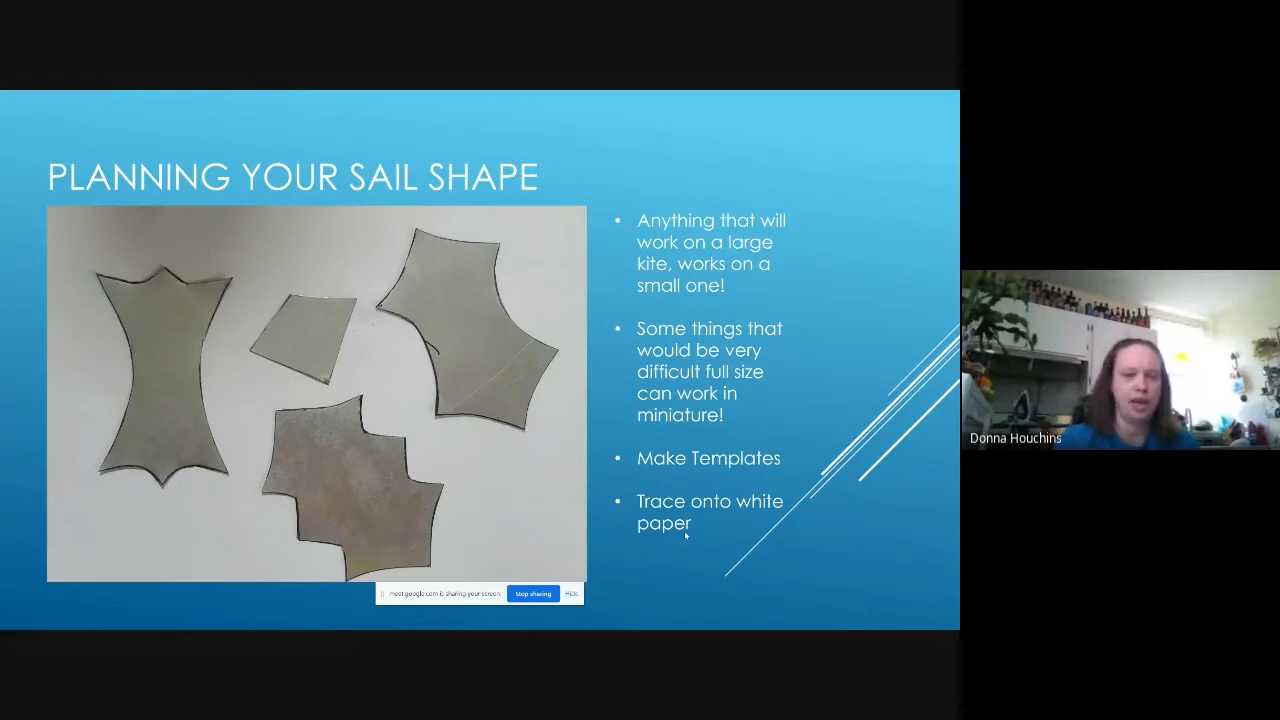 PLANNING YOUR SAIL SHAPE
• Anything that will
work on a large
kite, works on a
small one!
• Some things that
would be very
difficult full size
can work in
miniature!
• Make Templates
• Trace onto white
paper
meet.google.com is sharing your screen.
Stop sharing
Hide
Donna Houchins